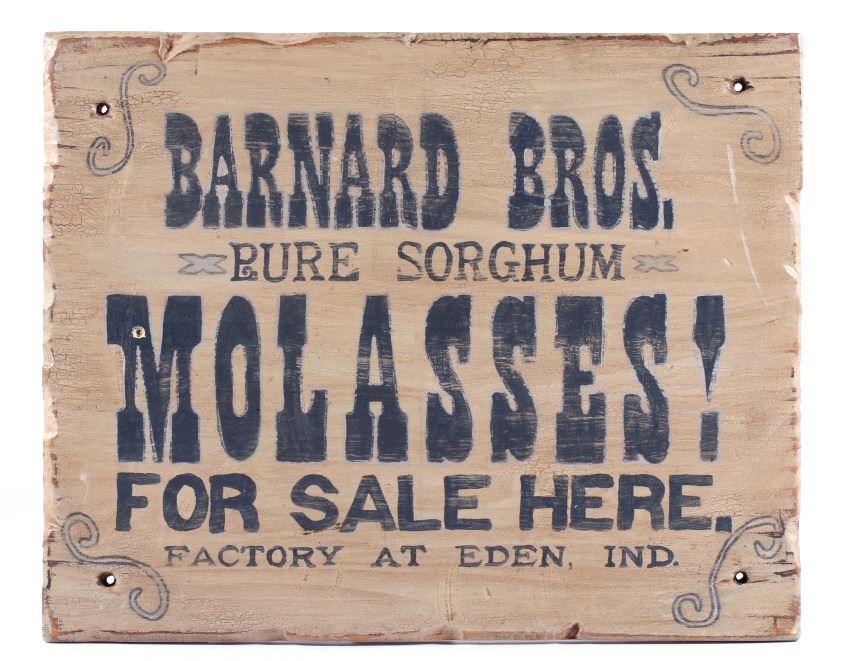 BARNARD BROS.
PURE SORGHUM
MOLASSES!
FOR SALE HERE.
FACTORY AT EDEN, IND.